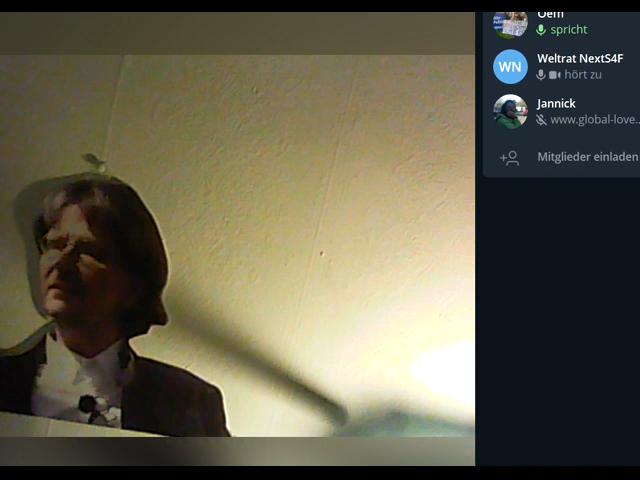 Oem
spricht
WN
Weltrat NextS4F
hört zu
Jannick
www.global-love...
Mitglieder einladen